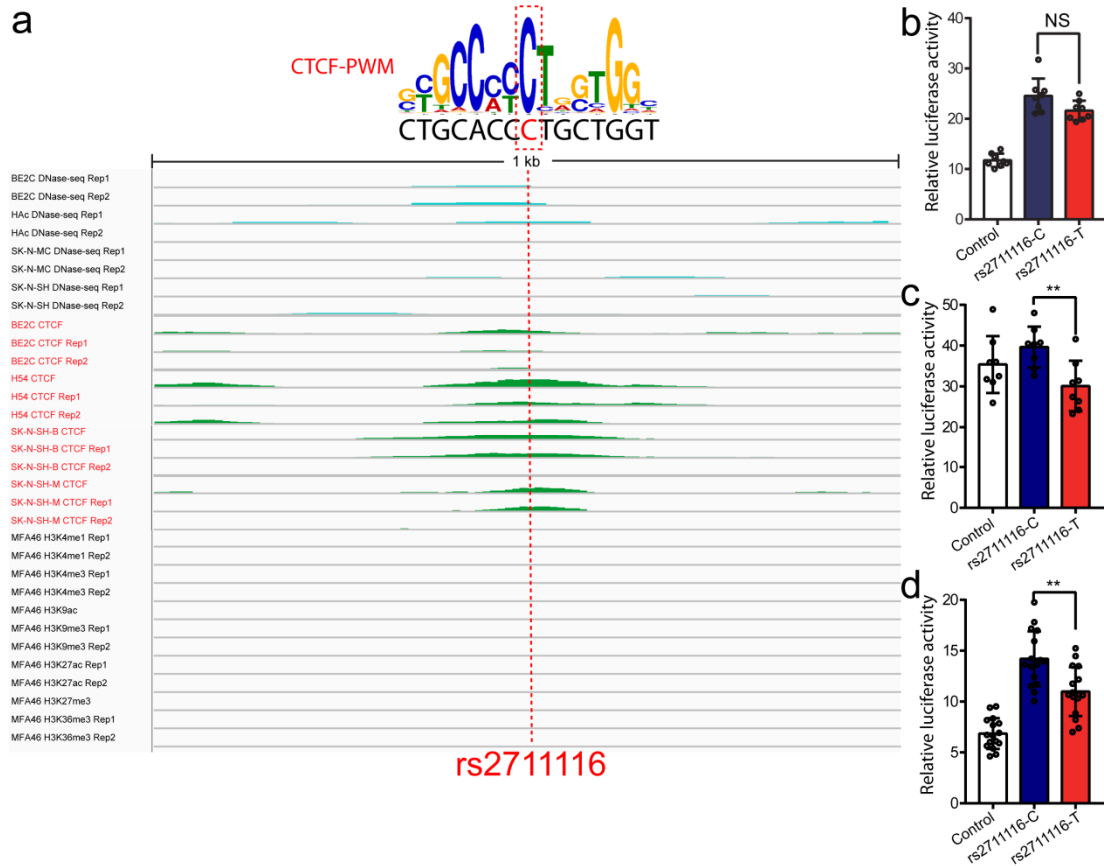 a
CTCF-PWM
CTGCACCCTGCTGGT
1 kb
BE2C DNase-seq Rep1
BE2C DNase-seq Rep2
HAc DNase-seq Rep1
HAc DNase-seq Rep2
SK-N-MC DNase-seq Rep1
SK-N-MC DNase-seq Rep2
SK-N-SH DNase-seq Rep1
SK-N-SH DNase-seq Rep2
BE2C CTCF
BE2C CTCF Rep1
BE2C CTCF Rep2
H54 CTCF
H54 CTCF Rep1
H54 CTCF Rep2
SK-N-SH-B CTCF
SK-N-SH-B CTCF Rep1
SK-N-SH-B CTCF Rep2
SK-N-SH-M CTCF
SK-N-SH-M CTCF Rep1
SK-N-SH-M CTCF Rep2
MFA46 H3K4me1 Rep1
MFA46 H3K4me1 Rep2
MFA46 H3K4me3 Rep1
MFA46 H3K4me3 Rep2
MFA46 H3K9ac
MFA46 H3K9me3 Rep1
MFA46 H3K9me3 Rep2
MFA46 H3K27ac Rep1
MFA46 H3K27ac Rep2
MFA46 H3K27me3
MFA46 H3K36me3 Rep1
MFA46 H3K36me3 Rep2
rs2711116
b
Relative luciferase activity
40
30
20
10
0
NS
Control
rs2711116-C
rs2711116-T
c
Relative luciferase activity
50
40
30
20
10
0
**
Control
rs2711116-C
rs2711116-T
d
Relative luciferase activity
20
15
10
5
0
**
Control
rs2711116-C
rs2711116-T